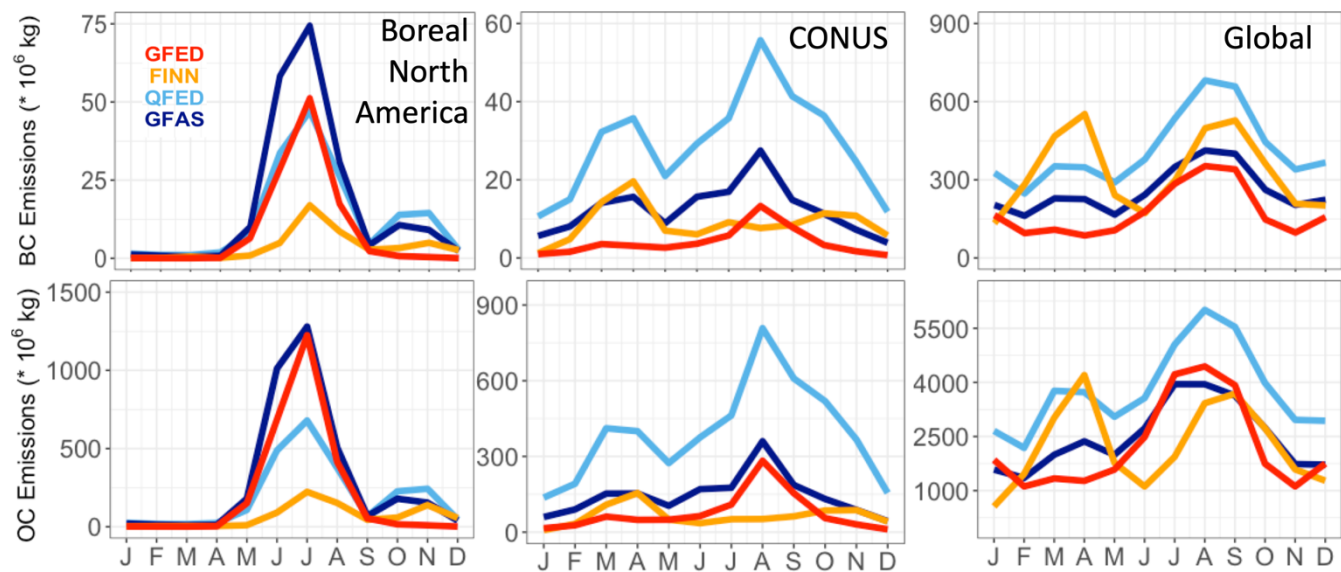 BC Emissions (* 10⁶ kg)
75
50
25
0
GFED
FINN
QFED
GFAS
Boreal
North
America
60
40
20
0
CONUS
900
600
300
0
Global
OC Emissions (* 10⁶ kg)
1500
1000
500
0
J F M A M J J A S O N D
900
600
300
0
J F M A M J J A S O N D
5500
4000
2500
1000
J F M A M J J A S O N D